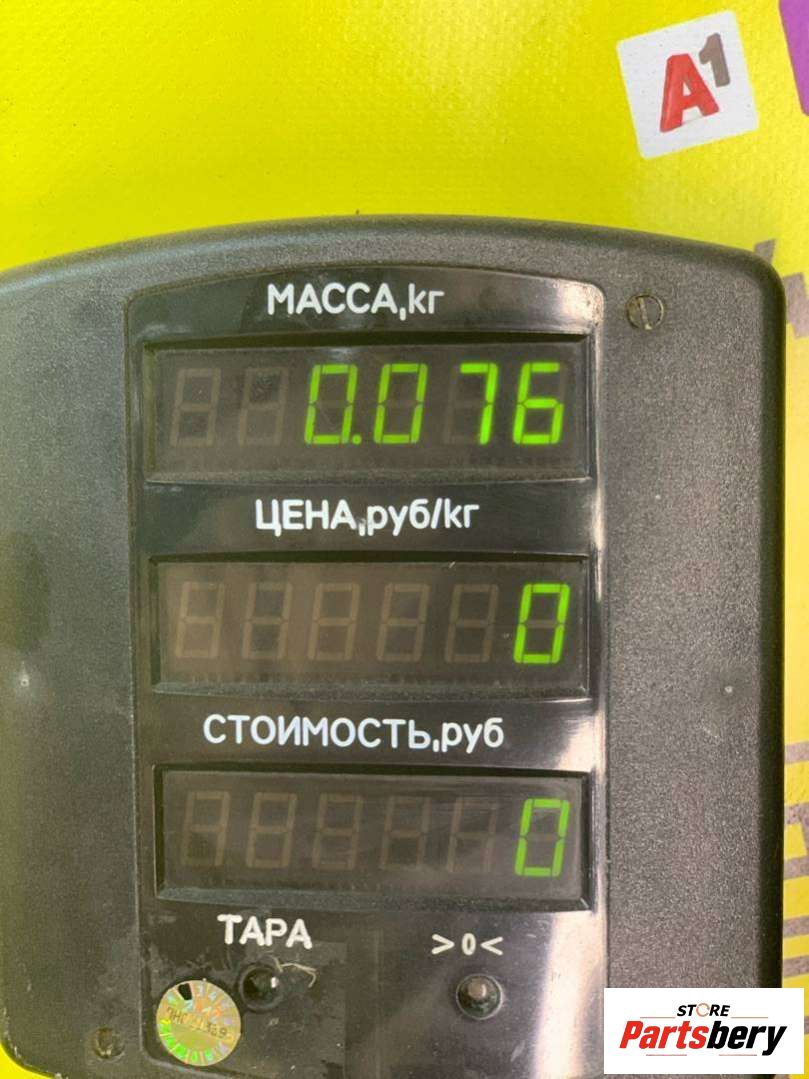 A1
МАССА,кг
0.076
ЦЕНА,руб/кг
0
СТОИМОСТЬ,руб
0
ТАРА
>0<
STORE
Partsbery